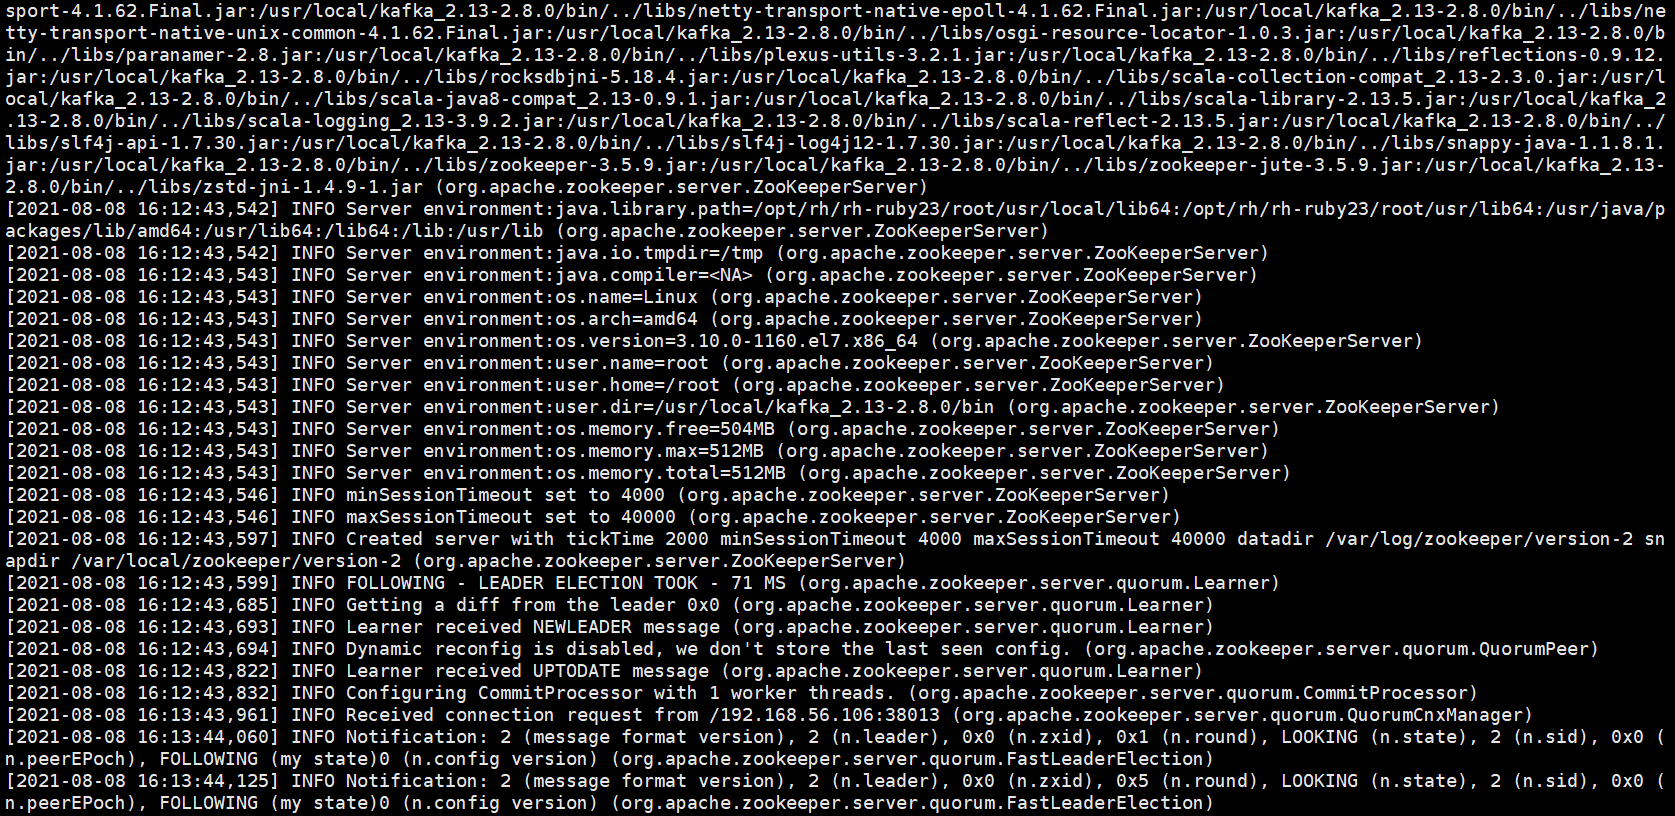 sport-4.1.62.Final.jar:/usr/local/kafka_2.13-2.8.0/bin/../libs/netty-transport-native-epoll-4.1.62.Final.jar:/usr/local/kafka_2.13-2.8.0/bin/../libs/ne
tty-transport-native-unix-common-4.1.62.Final.jar:/usr/local/kafka_2.13-2.8.0/bin/../libs/osgi-resource-locator-1.0.3.jar:/usr/local/kafka_2.13-2.8.0/b
in/../libs/paranamer-2.8.jar:/usr/local/kafka_2.13-2.8.0/bin/../libs/plexus-utils-3.2.1.jar:/usr/local/kafka_2.13-2.8.0/bin/../libs/reflections-0.9.12.
jar:/usr/local/kafka_2.13-2.8.0/bin/../libs/rocksdbjni-5.18.4.jar:/usr/local/kafka_2.13-2.8.0/bin/../libs/scala-collection-compat_2.13-2.3.0.jar:/usr/l
ocal/kafka_2.13-2.8.0/bin/../libs/scala-java8-compat_2.13-0.9.1.jar:/usr/local/kafka_2.13-2.8.0/bin/../libs/scala-library-2.13.5.jar:/usr/local/kafka_2
.13-2.8.0/bin/../libs/scala-logging_2.13-3.9.2.jar:/usr/local/kafka_2.13-2.8.0/bin/../libs/scala-reflect-2.13.5.jar:/usr/local/kafka_2.13-2.8.0/bin/../
libs/slf4j-api-1.7.30.jar:/usr/local/kafka_2.13-2.8.0/bin/../libs/slf4j-log4j12-1.7.30.jar:/usr/local/kafka_2.13-2.8.0/bin/../libs/snappy-java-1.1.8.1.
jar:/usr/local/kafka_2.13-2.8.0/bin/../libs/zookeeper-3.5.9.jar:/usr/local/kafka_2.13-2.8.0/bin/../libs/zookeeper-jute-3.5.9.jar:/usr/local/kafka_2.13-
2.8.0/bin/../libs/zstd-jni-1.4.9-1.jar (org.apache.zookeeper.server.ZooKeeperServer)
[2021-08-08 16:12:43,542] INFO Server environment:java.library.path=/opt/rh/rh-ruby23/root/usr/local/lib64:/opt/rh/rh-ruby23/root/usr/lib64:/usr/java/p
ackages/lib/amd64:/usr/lib64:/lib64:/lib:/usr/lib (org.apache.zookeeper.server.ZooKeeperServer)
[2021-08-08 16:12:43,542] INFO Server environment:java.io.tmpdir=/tmp (org.apache.zookeeper.server.ZooKeeperServer)
[2021-08-08 16:12:43,543] INFO Server environment:java.compiler=<NA> (org.apache.zookeeper.server.ZooKeeperServer)
[2021-08-08 16:12:43,543] INFO Server environment:os.name=Linux (org.apache.zookeeper.server.ZooKeeperServer)
[2021-08-08 16:12:43,543] INFO Server environment:os.arch=amd64 (org.apache.zookeeper.server.ZooKeeperServer)
[2021-08-08 16:12:43,543] INFO Server environment:os.version=3.10.0-1160.el7.x86_64 (org.apache.zookeeper.server.ZooKeeperServer)
[2021-08-08 16:12:43,543] INFO Server environment:user.name=root (org.apache.zookeeper.server.ZooKeeperServer)
[2021-08-08 16:12:43,543] INFO Server environment:user.home=/root (org.apache.zookeeper.server.ZooKeeperServer)
[2021-08-08 16:12:43,543] INFO Server environment:user.dir=/usr/local/kafka_2.13-2.8.0/bin (org.apache.zookeeper.server.ZooKeeperServer)
[2021-08-08 16:12:43,543] INFO Server environment:os.memory.free=504MB (org.apache.zookeeper.server.ZooKeeperServer)
[2021-08-08 16:12:43,543] INFO Server environment:os.memory.max=512MB (org.apache.zookeeper.server.ZooKeeperServer)
[2021-08-08 16:12:43,543] INFO Server environment:os.memory.total=512MB (org.apache.zookeeper.server.ZooKeeperServer)
[2021-08-08 16:12:43,546] INFO minSessionTimeout set to 4000 (org.apache.zookeeper.server.ZooKeeperServer)
[2021-08-08 16:12:43,546] INFO maxSessionTimeout set to 40000 (org.apache.zookeeper.server.ZooKeeperServer)
[2021-08-08 16:12:43,597] INFO Created server with tickTime 2000 minSessionTimeout 4000 maxSessionTimeout 40000 datadir /var/log/zookeeper/version-2 sn
apdir /var/local/zookeeper/version-2 (org.apache.zookeeper.server.ZooKeeperServer)
[2021-08-08 16:12:43,599] INFO FOLLOWING - LEADER ELECTION TOOK - 71 MS (org.apache.zookeeper.server.quorum.Learner)
[2021-08-08 16:12:43,685] INFO Getting a diff from the leader 0x0 (org.apache.zookeeper.server.quorum.Learner)
[2021-08-08 16:12:43,693] INFO Learner received NEWLEADER message (org.apache.zookeeper.server.quorum.Learner)
[2021-08-08 16:12:43,694] INFO Dynamic reconfig is disabled, we don't store the last seen config. (org.apache.zookeeper.server.quorum.QuorumPeer)
[2021-08-08 16:12:43,822] INFO Learner received UPTODATE message (org.apache.zookeeper.server.quorum.Learner)
[2021-08-08 16:12:43,832] INFO Configuring CommitProcessor with 1 worker threads. (org.apache.zookeeper.server.quorum.CommitProcessor)
[2021-08-08 16:13:43,961] INFO Received connection request from /192.168.56.106:38013 (org.apache.zookeeper.server.quorum.QuorumCnxManager)
[2021-08-08 16:13:44,060] INFO Notification: 2 (message format version), 2 (n.leader), 0x0 (n.zxid), 0x1 (n.round), LOOKING (n.state), 2 (n.sid), 0x0 (
n.peerEPoch), FOLLOWING (my state)0 (n.config version) (org.apache.zookeeper.server.quorum.FastLeaderElection)
[2021-08-08 16:13:44,125] INFO Notification: 2 (message format version), 2 (n.leader), 0x0 (n.zxid), 0x5 (n.round), LOOKING (n.state), 2 (n.sid), 0x0 (
n.peerEPoch), FOLLOWING (my state)0 (n.config version) (org.apache.zookeeper.server.quorum.FastLeaderElection)